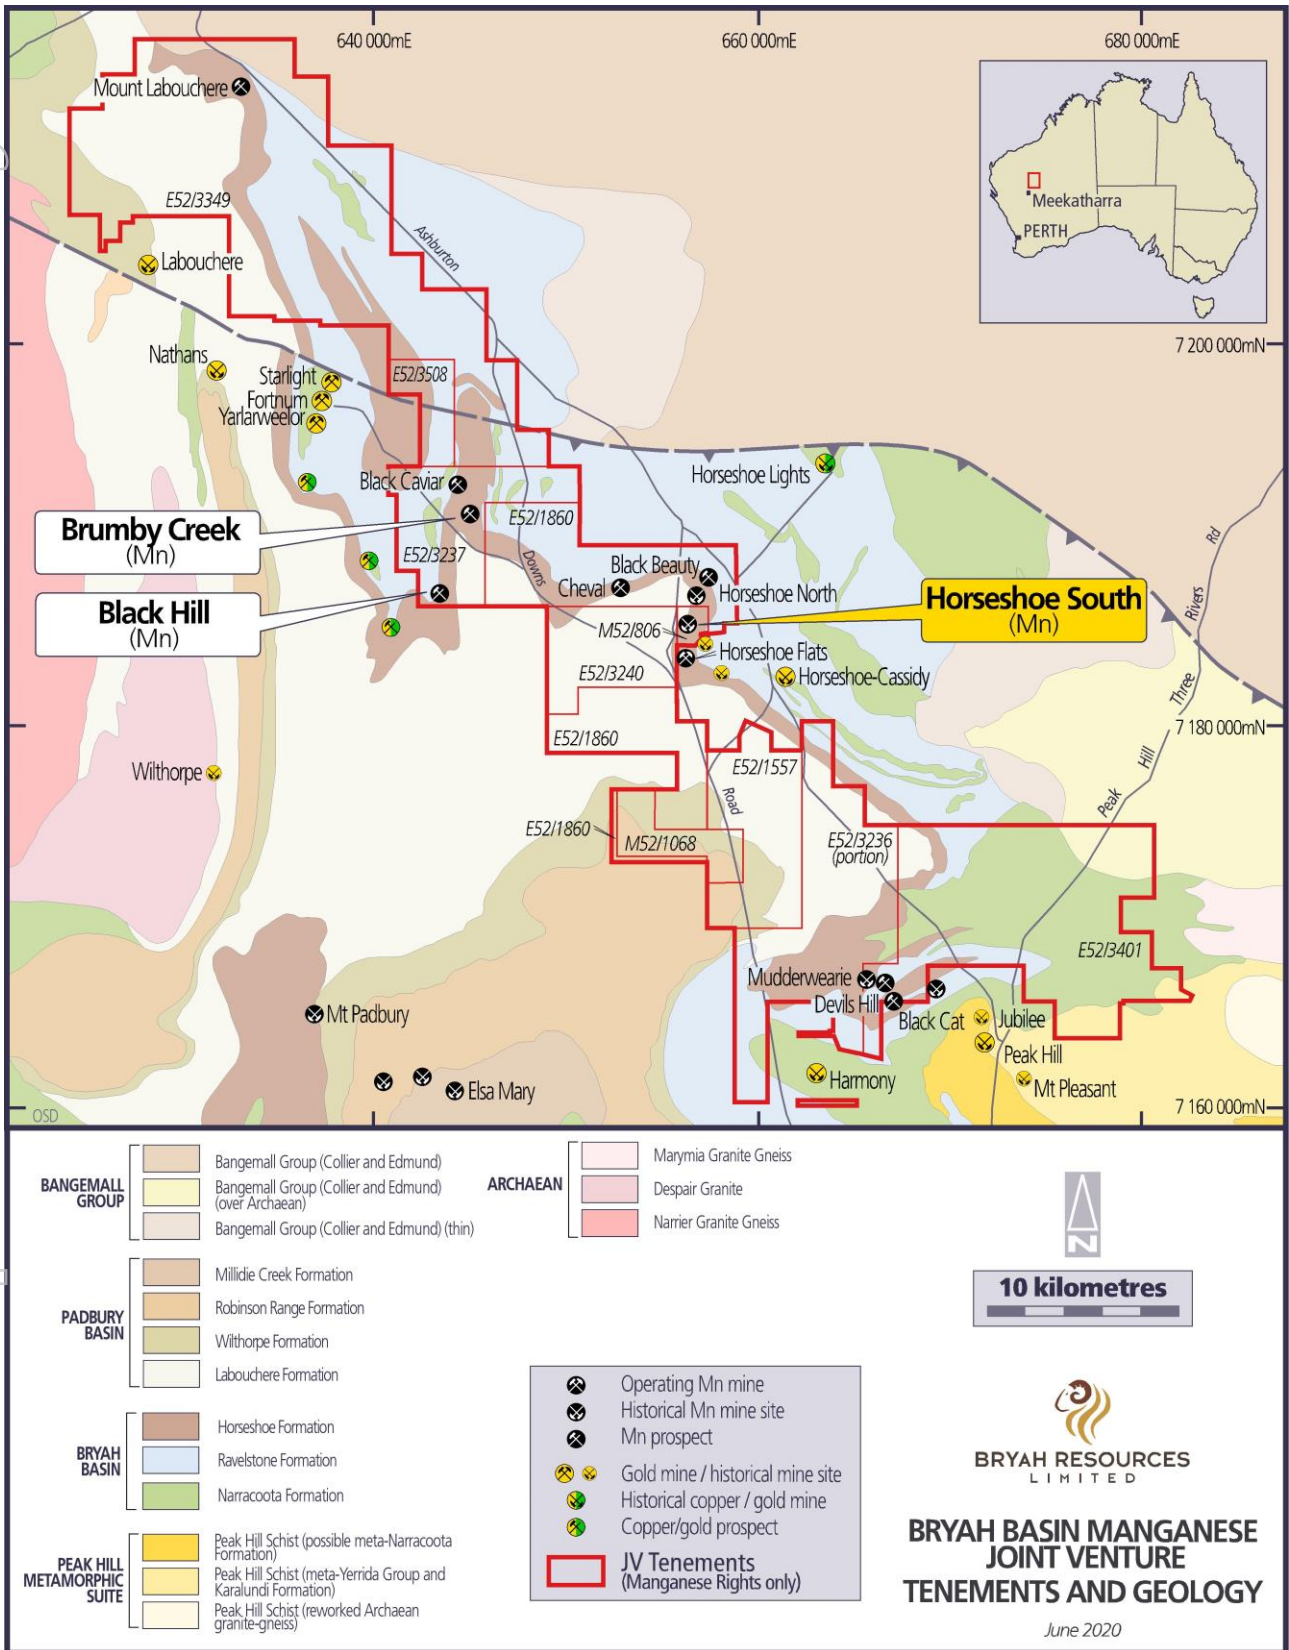 640 000mE
660 000mE
680 000mE
Mount Labouchere
E52/3349
Ashburton
Labouchere
Meekatharra
PERTH
7 200 000mN
Nathans
Starlight
Fortnum
Yarlarweelor
E52/3508
Black Caviar
Horseshoe Lights
Brumby Creek
(Mn)
E52/1860
E52/3237
Downs
Rd
Black Beauty
Cheval
Horseshoe North
Black Hill
(Mn)
Horseshoe South
(Mn)
Rivers
M52/806
Horseshoe Flats
E52/3240
Horseshoe-Cassidy
Three
7 180 000mN
E52/1860
Hill
Wilthorpe
E52/1557
Road
Peak
E52/1860
M52/1068
E52/3236
(portion)
E52/3401
Mudderwearie
Devils Hill
Black Cat
Jubilee
Mt Padbury
Peak Hill
Harmony
Mt Pleasant
Elsa Mary
OSD
7 160 000mN
BANGEMALL
GROUP
Bangemall Group (Collier and Edmund)
Bangemall Group (Collier and Edmund)
(over Archaean)
Bangemall Group (Collier and Edmund) (thin)
PADBURY
BASIN
Millidie Creek Formation
Robinson Range Formation
Wilthorpe Formation
Labouchere Formation
BRYAH
BASIN
Horseshoe Formation
Ravelstone Formation
Narracoota Formation
PEAK HILL
METAMORPHIC
SUITE
Peak Hill Schist (possible meta-Narracoota
Formation)
Peak Hill Schist (meta-Yerrida Group and
Karalundi Formation)
Peak Hill Schist (reworked Archaean
granite-gneiss)
ARCHAEAN
Marymia Granite Gneiss
Despair Granite
Narrier Granite Gneiss
Operating Mn mine
Historical Mn mine site
Mn prospect
Gold mine / historical mine site
Historical copper / gold mine
Copper/gold prospect
JV Tenements
(Manganese Rights only)
N
10 kilometres
BRYAH RESOURCES
LIMITED
BRYAH BASIN MANGANESE
JOINT VENTURE
TENEMENTS AND GEOLOGY
June 2020